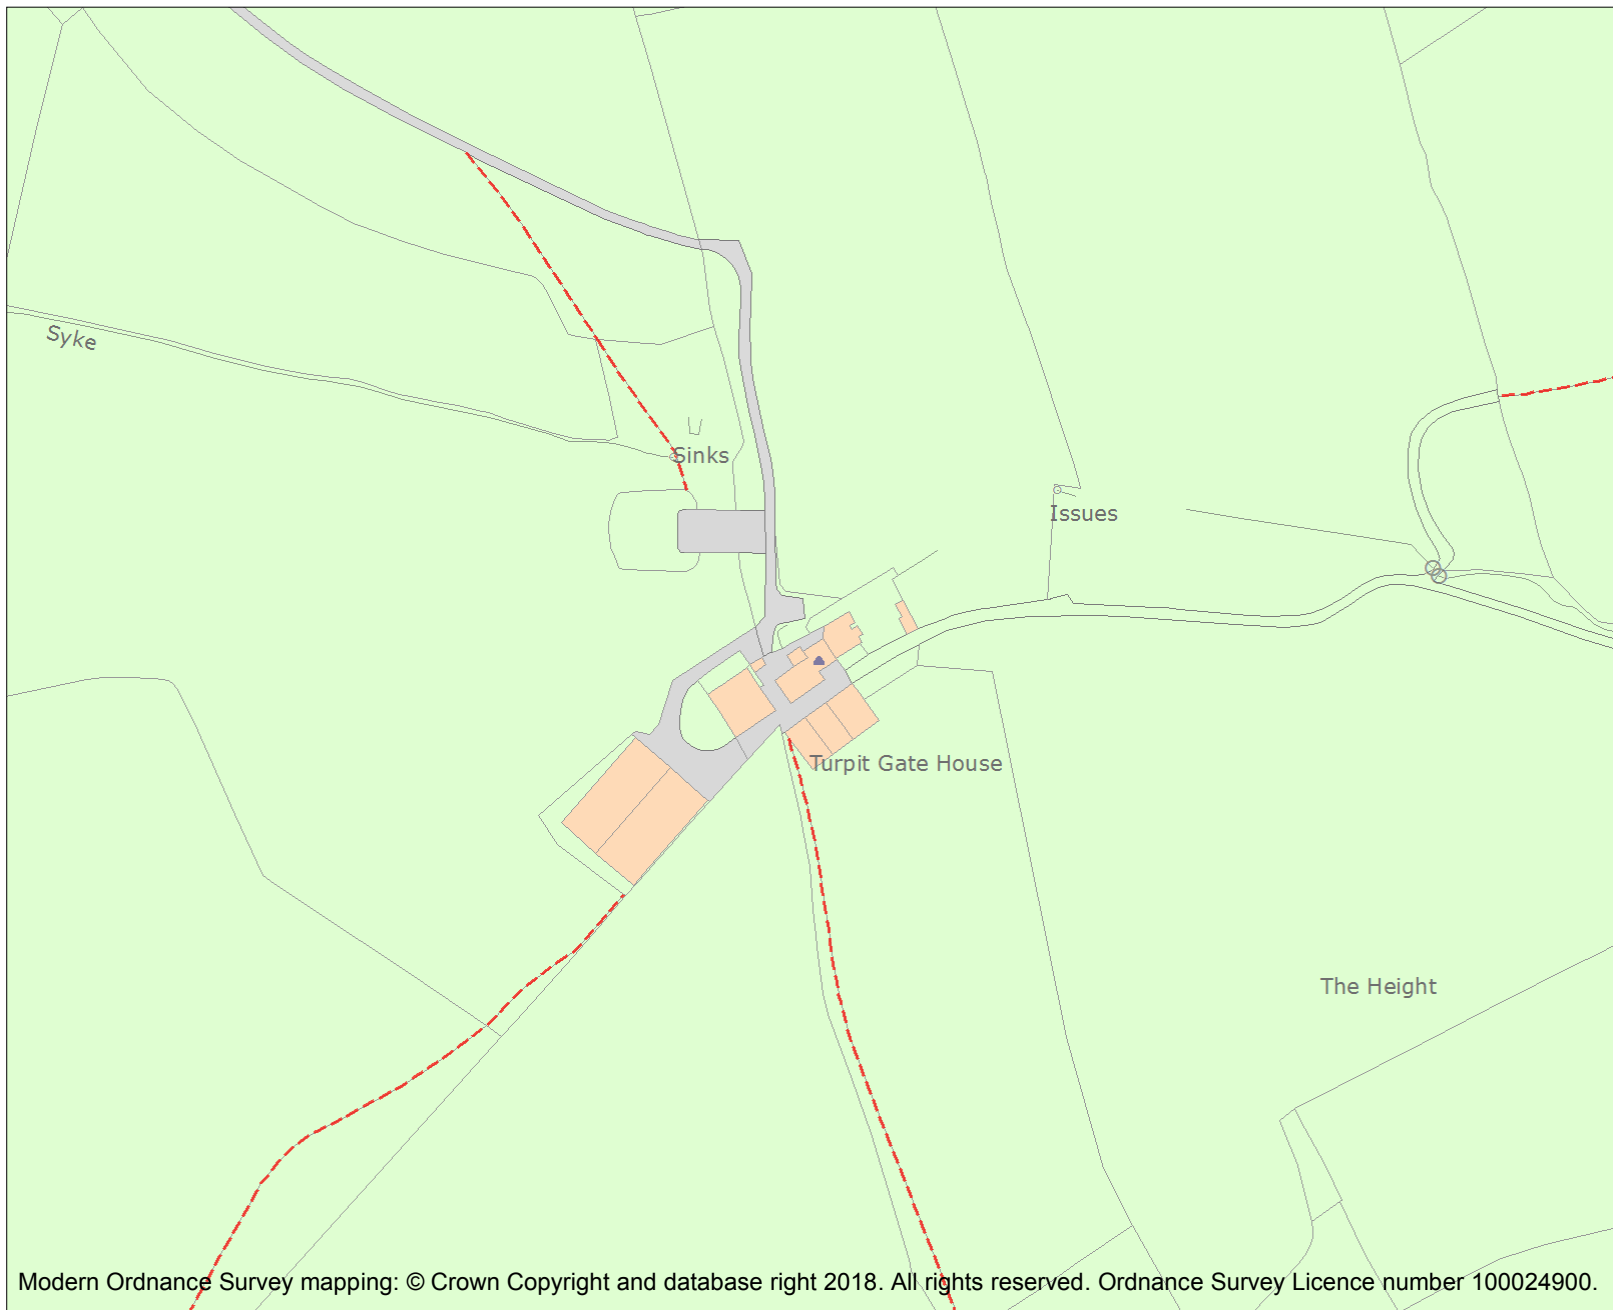 Syke
Sinks
Issues
Turpit Gate House
The Height
Modern Ordnance Survey mapping: © Crown Copyright and database right 2018. All rights reserved. Ordnance Survey Licence number 100024900.